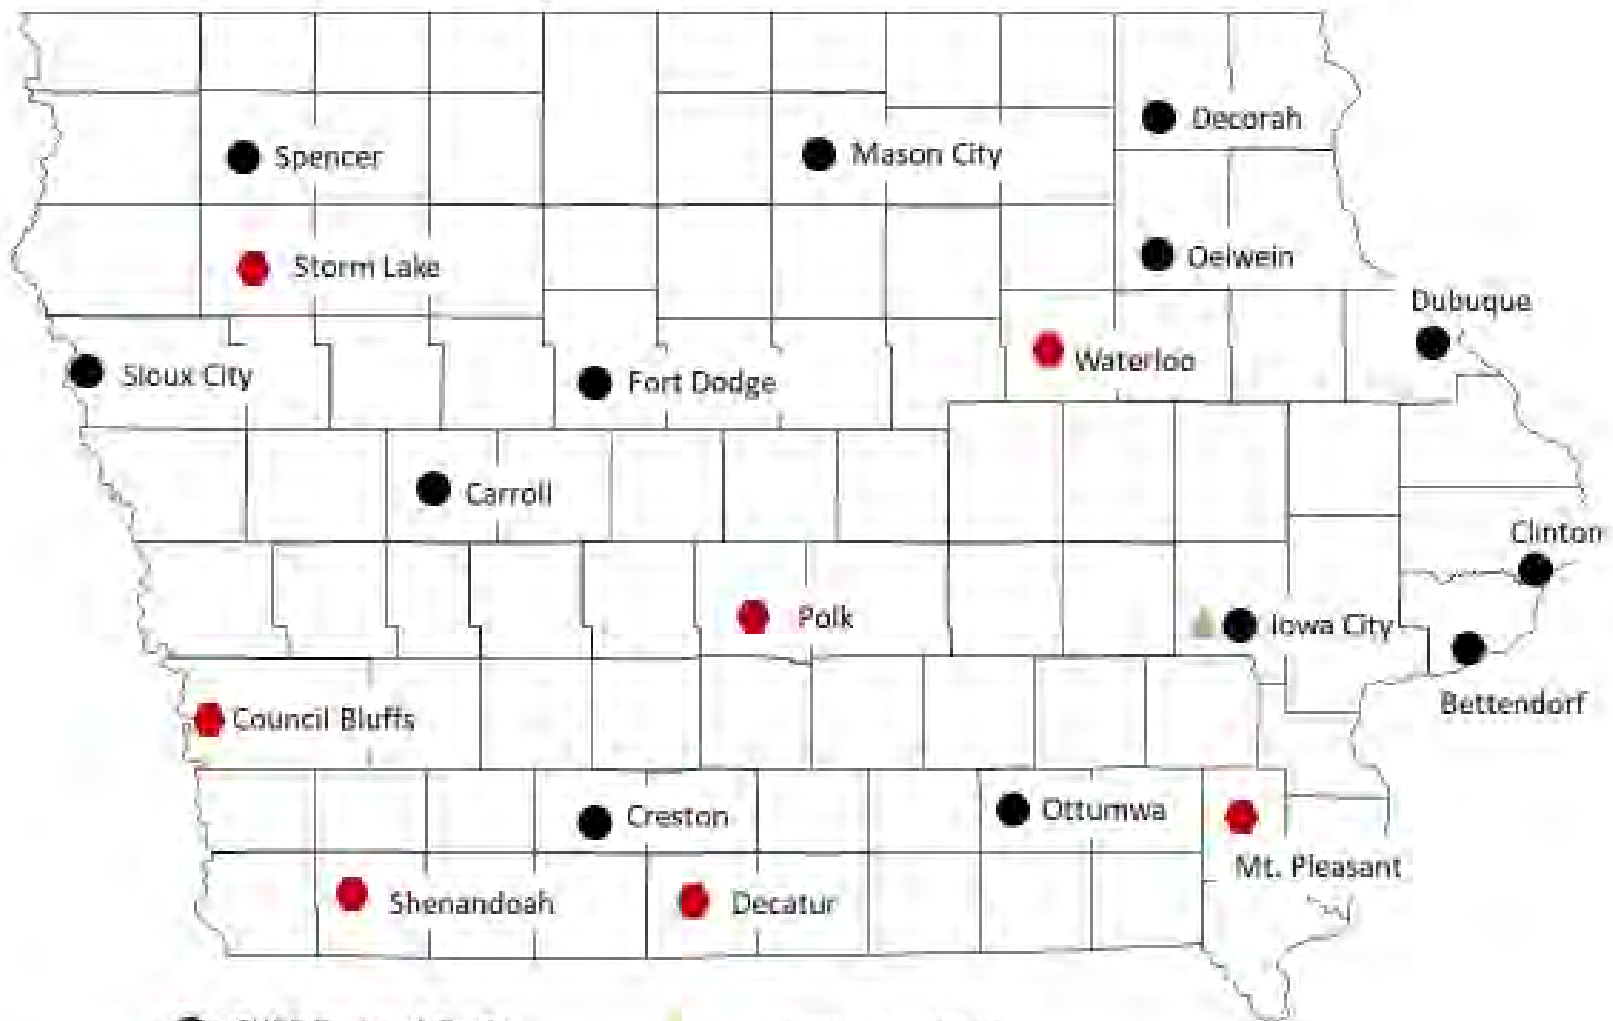 Decorah
Spencer
Mason City
Storm Lake
Oelwein
Dubuque
Sioux City
Fort Dodge
Waterloo
Carroll
Clinton
Polk
Iowa City
Council Bluffs
Bettendorf
Creston
Ottumwa
Mt. Pleasant
Shenandoah
Decatur